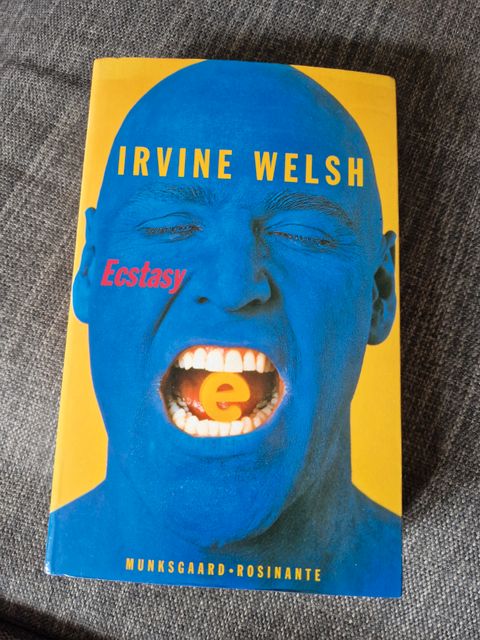 IRVINE WELSH
Ecstasy
e
MUNKSGAARD•ROSINANTE